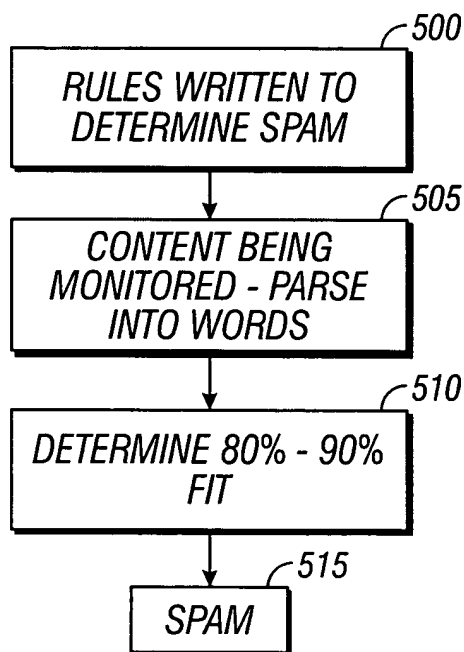 500
RULES WRITTEN TO
DETERMINE SPAM
505
CONTENT BEING
MONITORED - PARSE
INTO WORDS
510
DETERMINE 80% - 90%
FIT
515
SPAM